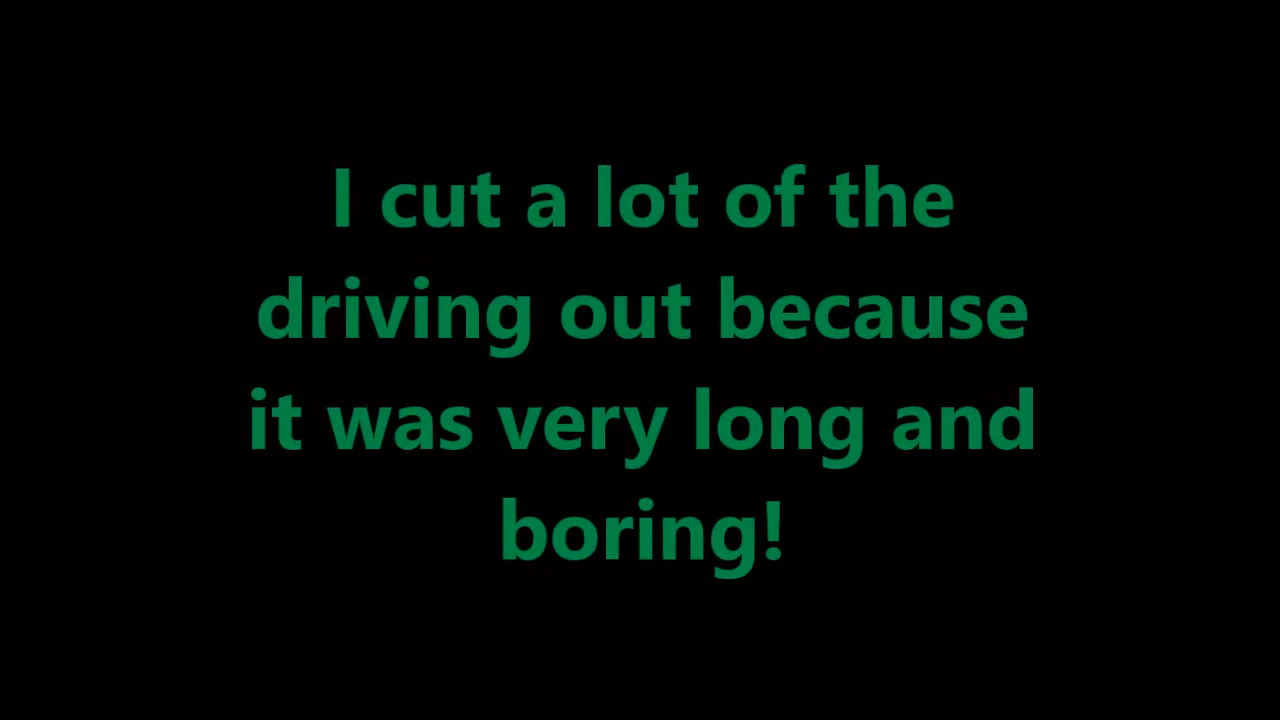 I cut a lot of the
driving out because
it was very long and
boring!